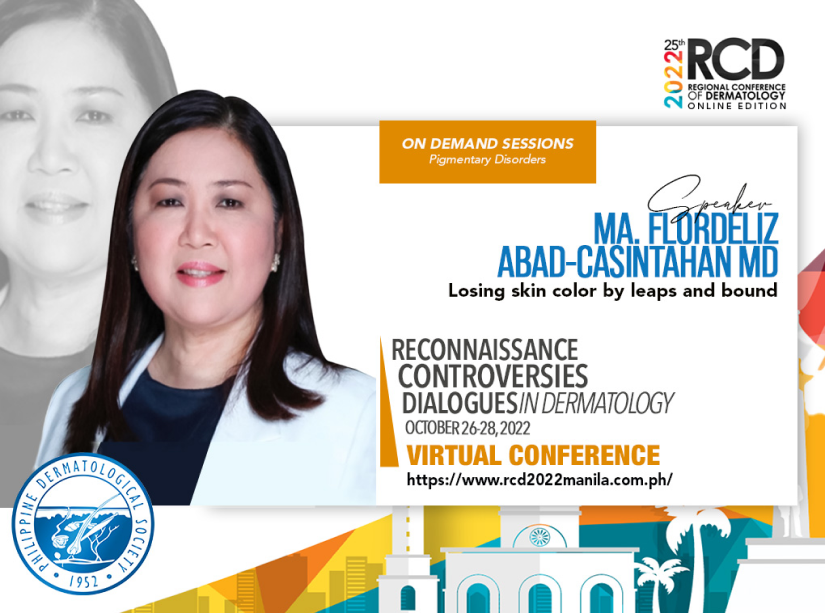 25th
2022
RCD
REGIONAL CONFERENCE
OF DERMATOLOGY
ONLINE EDITION
ON DEMAND SESSIONS
Pigmentary Disorders
Speaker
MA. FLORDELIZ
ABAD-CASINTAHAN MD
Losing skin color by leaps and bound
RECONNAISSANCE
CONTROVERSIES
DIALOGUES IN DERMATOLOGY
OCTOBER 26-28, 2022
VIRTUAL CONFERENCE
https://www.rcd2022manila.com.ph/
PHILIPPINE DERMATOLOGICAL SOCIETY
• 1952 •